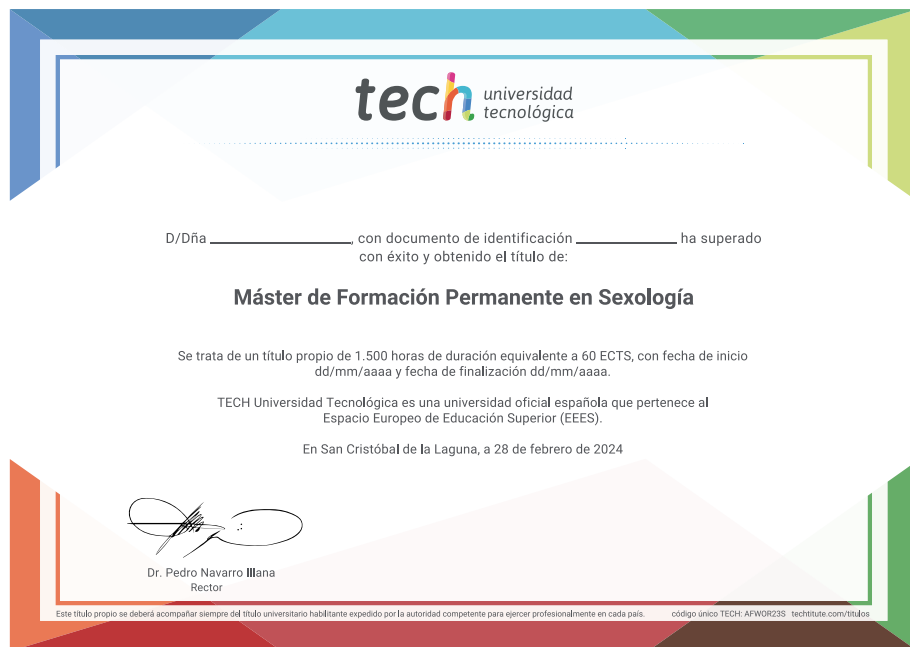 tech universidad
tecnológica
D/Dña ____________________, con documento de identificación ______________ ha superado
con éxito y obtenido el título de:
Máster de Formación Permanente en Sexología
Se trata de un título propio de 1.500 horas de duración equivalente a 60 ECTS, con fecha de inicio
dd/mm/aaaa y fecha de finalización dd/mm/aaaa.
TECH Universidad Tecnológica es una universidad oficial española que pertenece al
Espacio Europeo de Educación Superior (EEES).
En San Cristóbal de la Laguna, a 28 de febrero de 2024
Dr. Pedro Navarro Illana
Rector
Este título propio se deberá acompañar siempre del título universitario habilitante expedido por la autoridad competente para ejercer profesionalmente en cada país. código único TECH: AFWOR23S techtitute.com/titulos